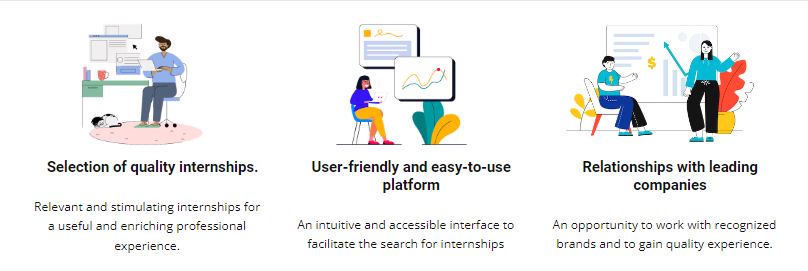 Selection of quality internships.
Relevant and stimulating internships for
a useful and enriching professional
experience.
User-friendly and easy-to-use
platform
An intuitive and accessible interface to
facilitate the search for internships
$
Relationships with leading
companies
An opportunity to work with recognized
brands and to gain quality experience.